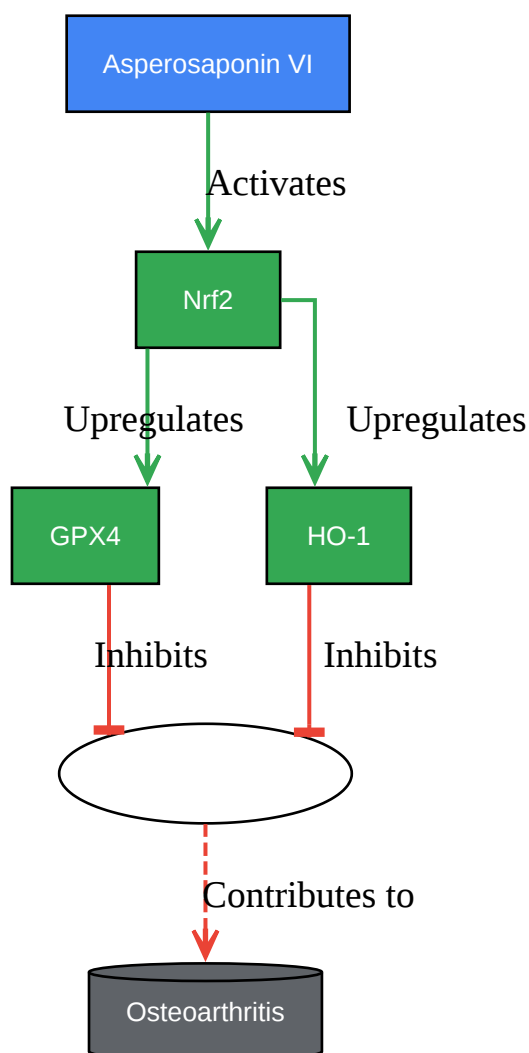 Asperosaponin VI
Activates
Nrf2
Upregulates
Upregulates
GPX4
HO-1
Inhibits
Inhibits
Contributes to
Osteoarthritis